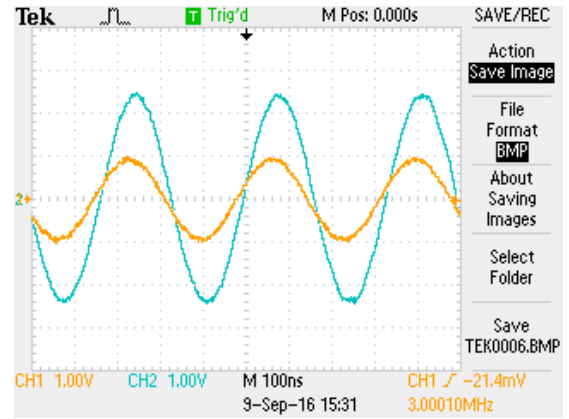 Tek T Trig'd M Pos: 0.000s SAVE/REC
Action
Save Image
File
Format
BMP
About
Saving
Images
2
Select
Folder
Save
TEK0006.BMP
CH1 1.00V CH2 1.00V M 100ns CH1 -21.4mV
9-Sep-16 15:31 3.00010MHz